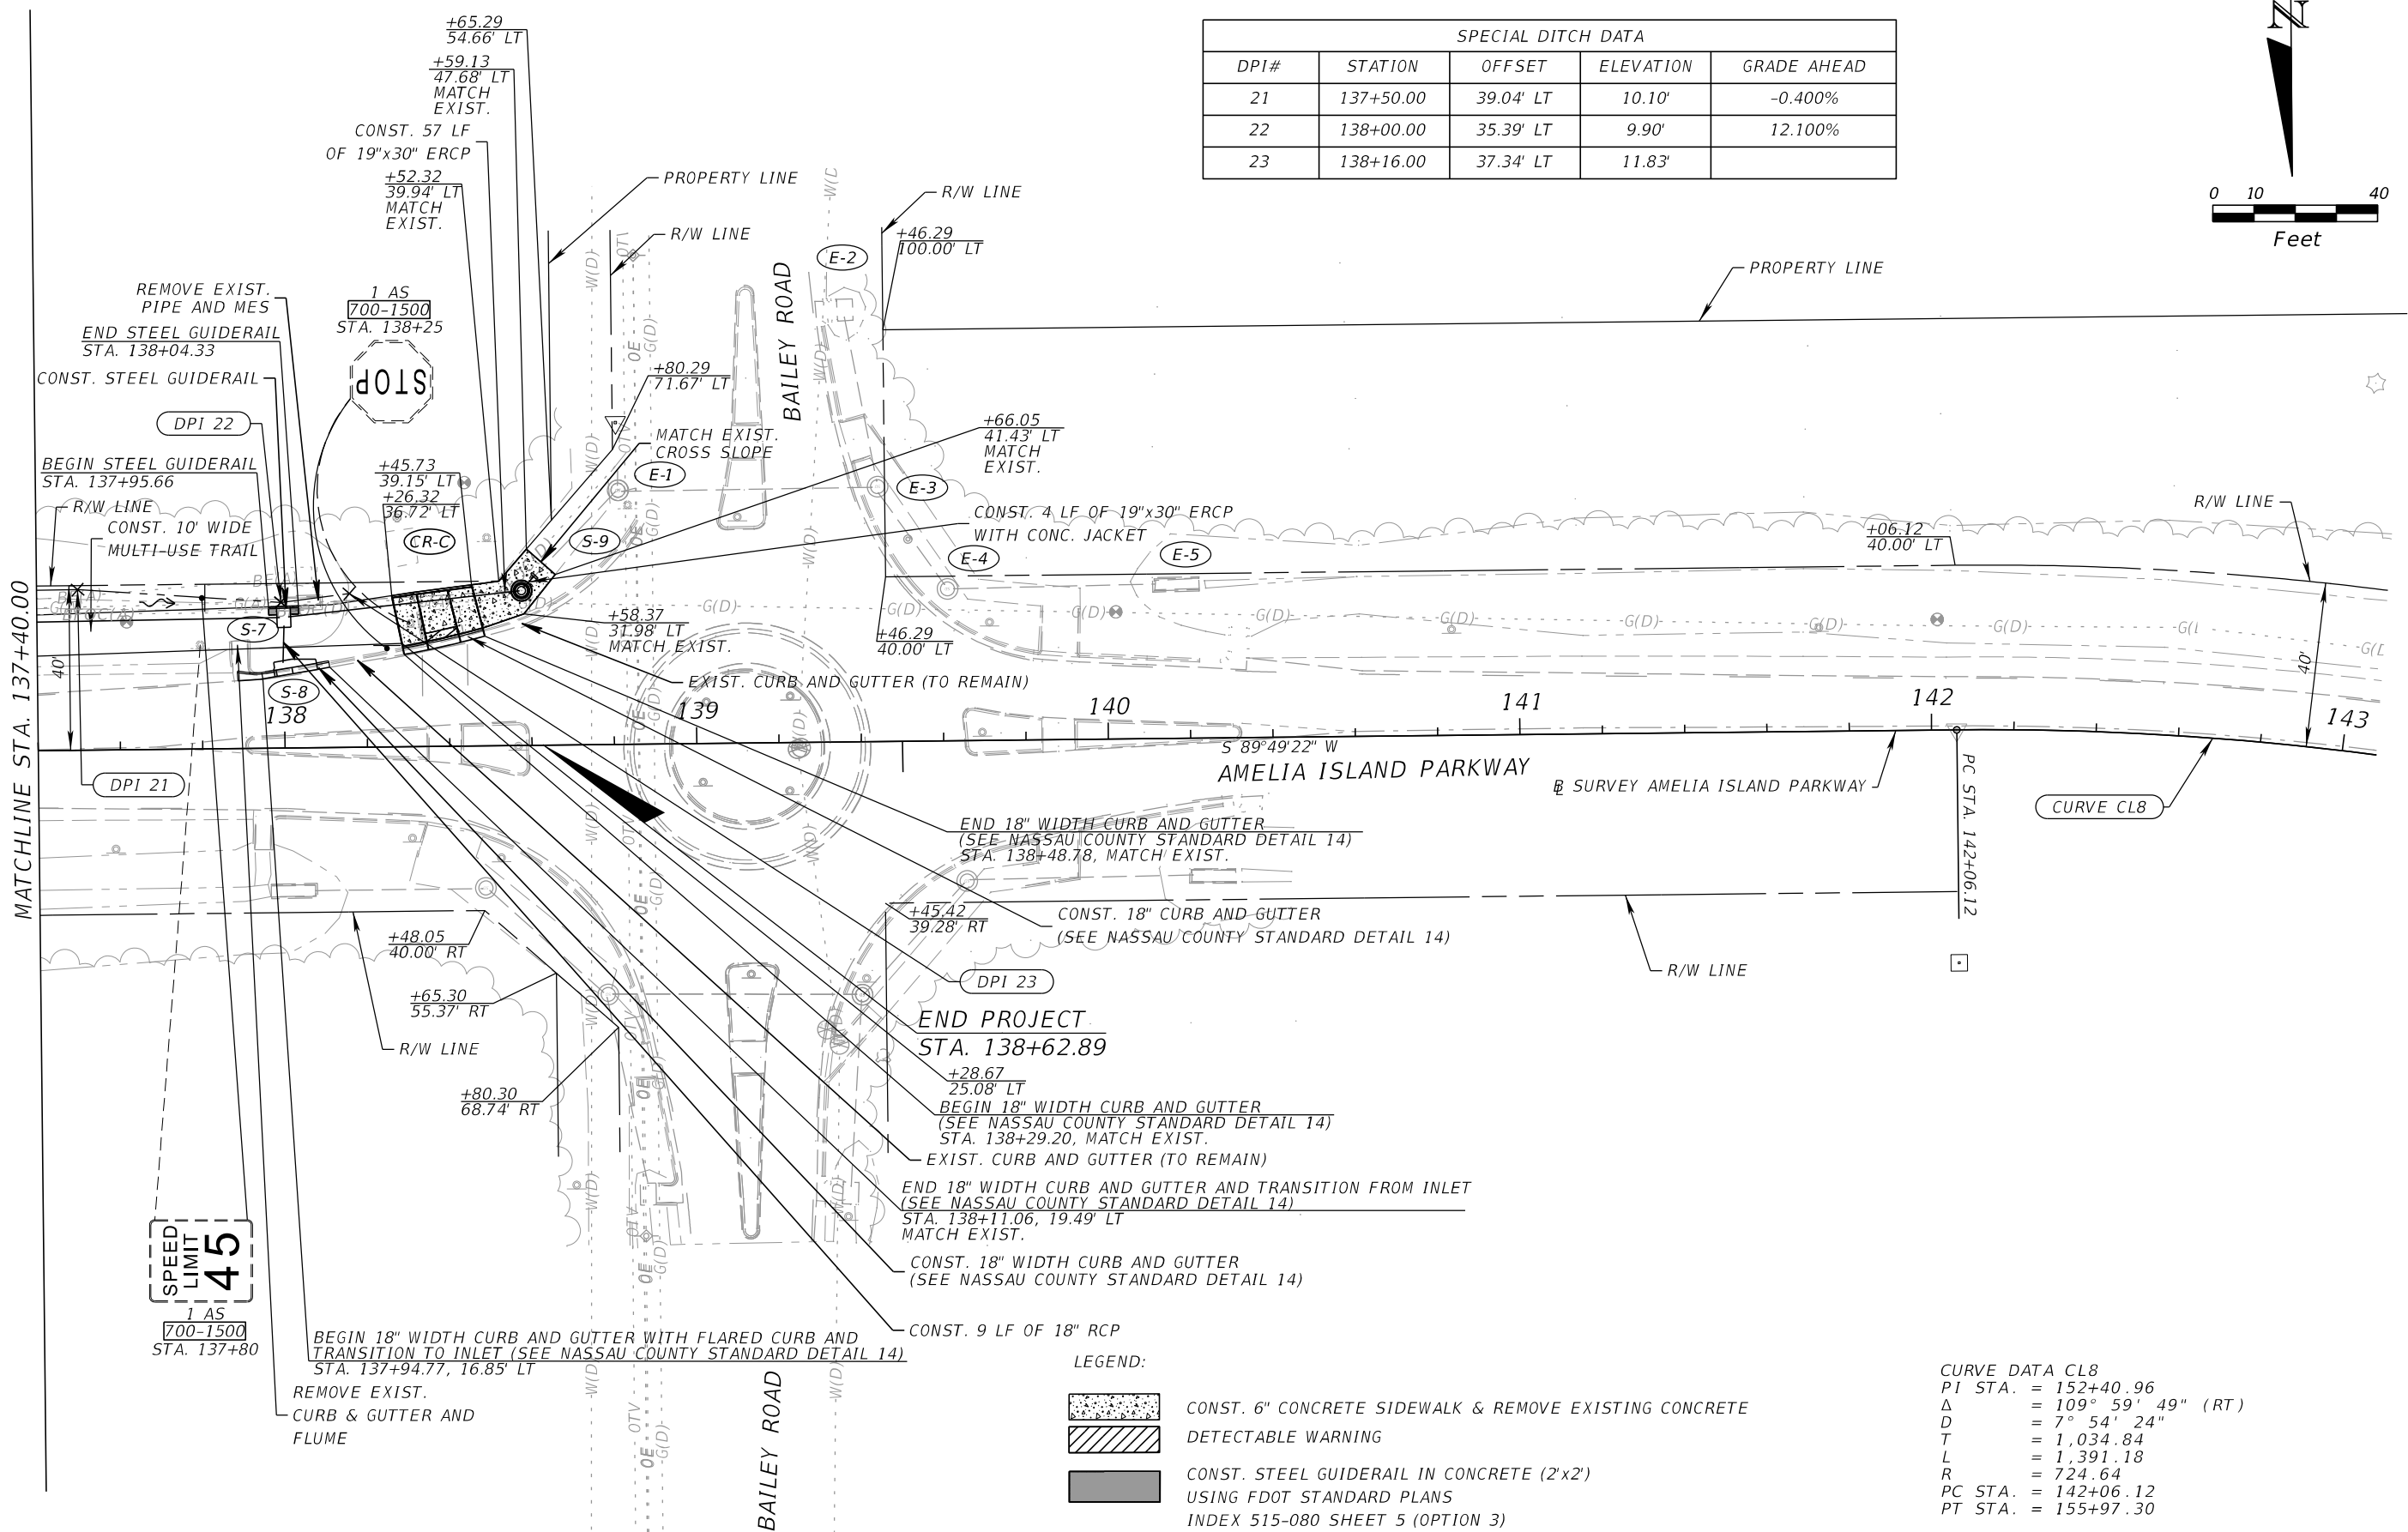 +65.29
54.66' LT
+59.13
47.68' LT
MATCH
EXIST.
CONST. 57 LF
OF 19"x30" ERCP
+52.32
39.94' LT
MATCH
EXIST.
PROPERTY LINE
R/W LINE
R/W LINE
+46.29
100.00' LT
SPECIAL DITCH DATA
DPI# STATION OFFSET ELEVATION GRADE AHEAD
21 137+50.00 39.04' LT 10.10' -0.400%
22 138+00.00 35.39' LT 9.90' 12.100%
23 138+16.00 37.34' LT 11.83'
N
0 10 40
Feet
PROPERTY LINE
REMOVE EXIST.
PIPE AND MES
END STEEL GUIDERAIL
STA. 138+04.33
CONST. STEEL GUIDERAIL
DPI 22
BEGIN STEEL GUIDERAIL
STA. 137+95.66
R/W LINE
CONST. 10' WIDE
MULTI-USE TRAIL
1 AS
700-1500
STA. 138+25
STOP
+45.73
39.15' LT
+26.32
36.72' LT
CR-C
BAILEY ROAD
E-2
+80.29
71.67' LT
MATCH EXIST.
CROSS SLOPE
E-1
S-9
+66.05
41.43' LT
MATCH
EXIST.
E-3
CONST. 4 LF OF 19"x30" ERCP
WITH CONC. JACKET
E-4
E-5
R/W LINE
+06.12
40.00' LT
W(D)
W(D)
W(D)
W(D)
W(D)
W(D)
OTV
OE
G(D)
G(D)
OE
G(D)
G(D)
G(D)
G(D)
G(D)
G(D)
G(D)
G(D)
S-7
S-8
+58.37
31.98' LT
MATCH EXIST.
+46.29
40.00' LT
EXIST. CURB AND GUTTER (TO REMAIN)
MATCHLINE STA. 137+40.00
40'
40'
138
139
140
141
142
143
DPI 21
S 89°49'22" W
AMELIA ISLAND PARKWAY
BL SURVEY AMELIA ISLAND PARKWAY
PC STA. 142+06.12
CURVE CL8
END 18" WIDTH CURB AND GUTTER
(SEE NASSAU COUNTY STANDARD DETAIL 14)
STA. 138+48.78, MATCH EXIST.
+45.42
39.28' RT
CONST. 18" CURB AND GUTTER
(SEE NASSAU COUNTY STANDARD DETAIL 14)
+48.05
40.00' RT
R/W LINE
DPI 23
+65.30
55.37' RT
R/W LINE
END PROJECT
STA. 138+62.89
+28.67
25.08' LT
+80.30
68.74' RT
BEGIN 18" WIDTH CURB AND GUTTER
(SEE NASSAU COUNTY STANDARD DETAIL 14)
STA. 138+29.20, MATCH EXIST.
EXIST. CURB AND GUTTER (TO REMAIN)
END 18" WIDTH CURB AND GUTTER AND TRANSITION FROM INLET
(SEE NASSAU COUNTY STANDARD DETAIL 14)
STA. 138+11.06, 19.49' LT
MATCH EXIST.
CONST. 18" WIDTH CURB AND GUTTER
(SEE NASSAU COUNTY STANDARD DETAIL 14)
CONST. 9 LF OF 18" RCP
SPEED
LIMIT
45
1 AS
700-1500
STA. 137+80
BEGIN 18" WIDTH CURB AND GUTTER WITH FLARED CURB AND
TRANSITION TO INLET (SEE NASSAU COUNTY STANDARD DETAIL 14)
STA. 137+94.77, 16.85' LT
REMOVE EXIST.
CURB & GUTTER AND
FLUME
BAILEY ROAD
LEGEND:
CONST. 6" CONCRETE SIDEWALK & REMOVE EXISTING CONCRETE
DETECTABLE WARNING
CONST. STEEL GUIDERAIL IN CONCRETE (2'x2')
USING FDOT STANDARD PLANS
INDEX 515-080 SHEET 5 (OPTION 3)
CURVE DATA CL8
PI STA. = 152+40.96
Δ = 109° 59' 49" (RT)
D = 7° 54' 24"
T = 1,034.84
L = 1,391.18
R = 724.64
PC STA. = 142+06.12
PT STA. = 155+97.30